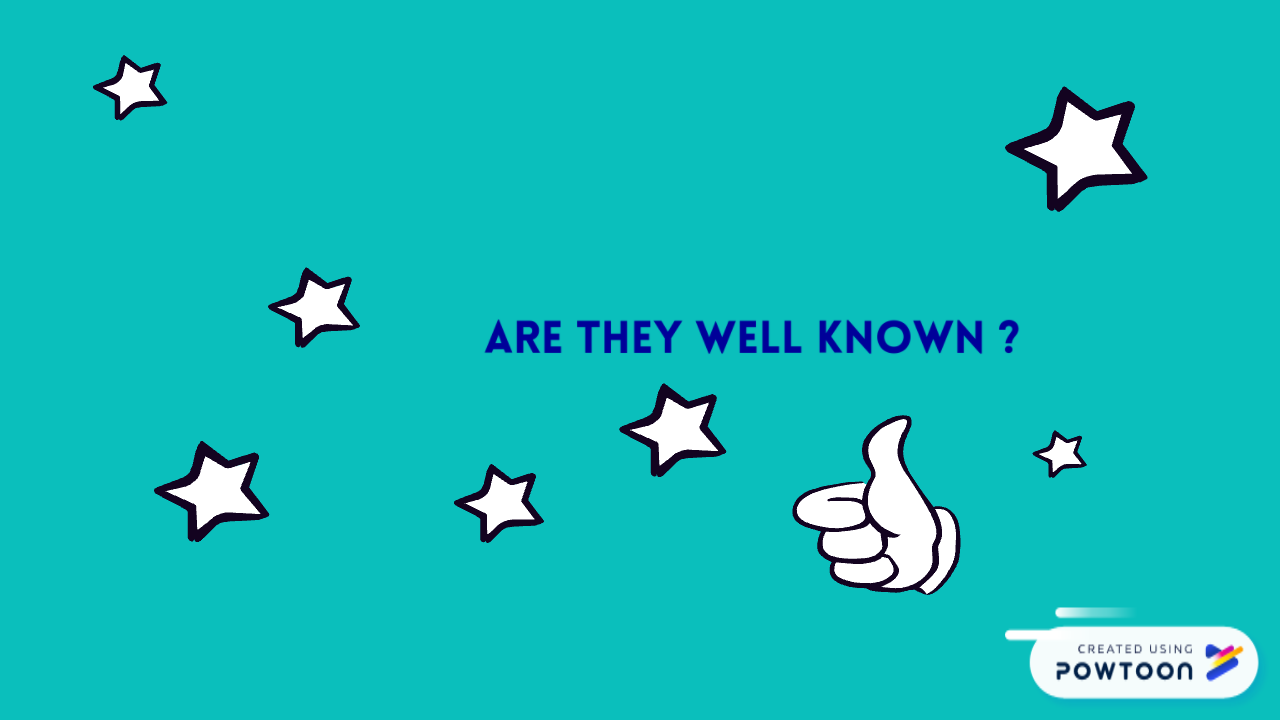 ARE THEY WELL KNOWN ?
CREATED USING
POWTOON